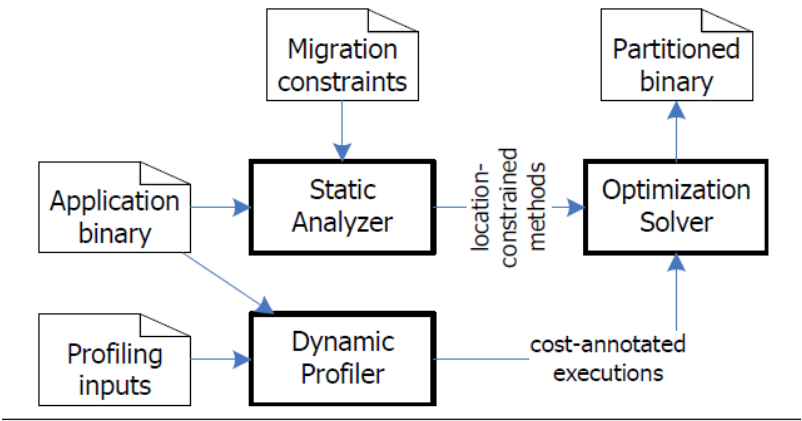 Migration
constraints
Partitioned
binary
Application
binary
Static
Analyzer
location-
constrained
methods
Optimization
Solver
Profiling
inputs
Dynamic
Profiler
cost-annotated
executions